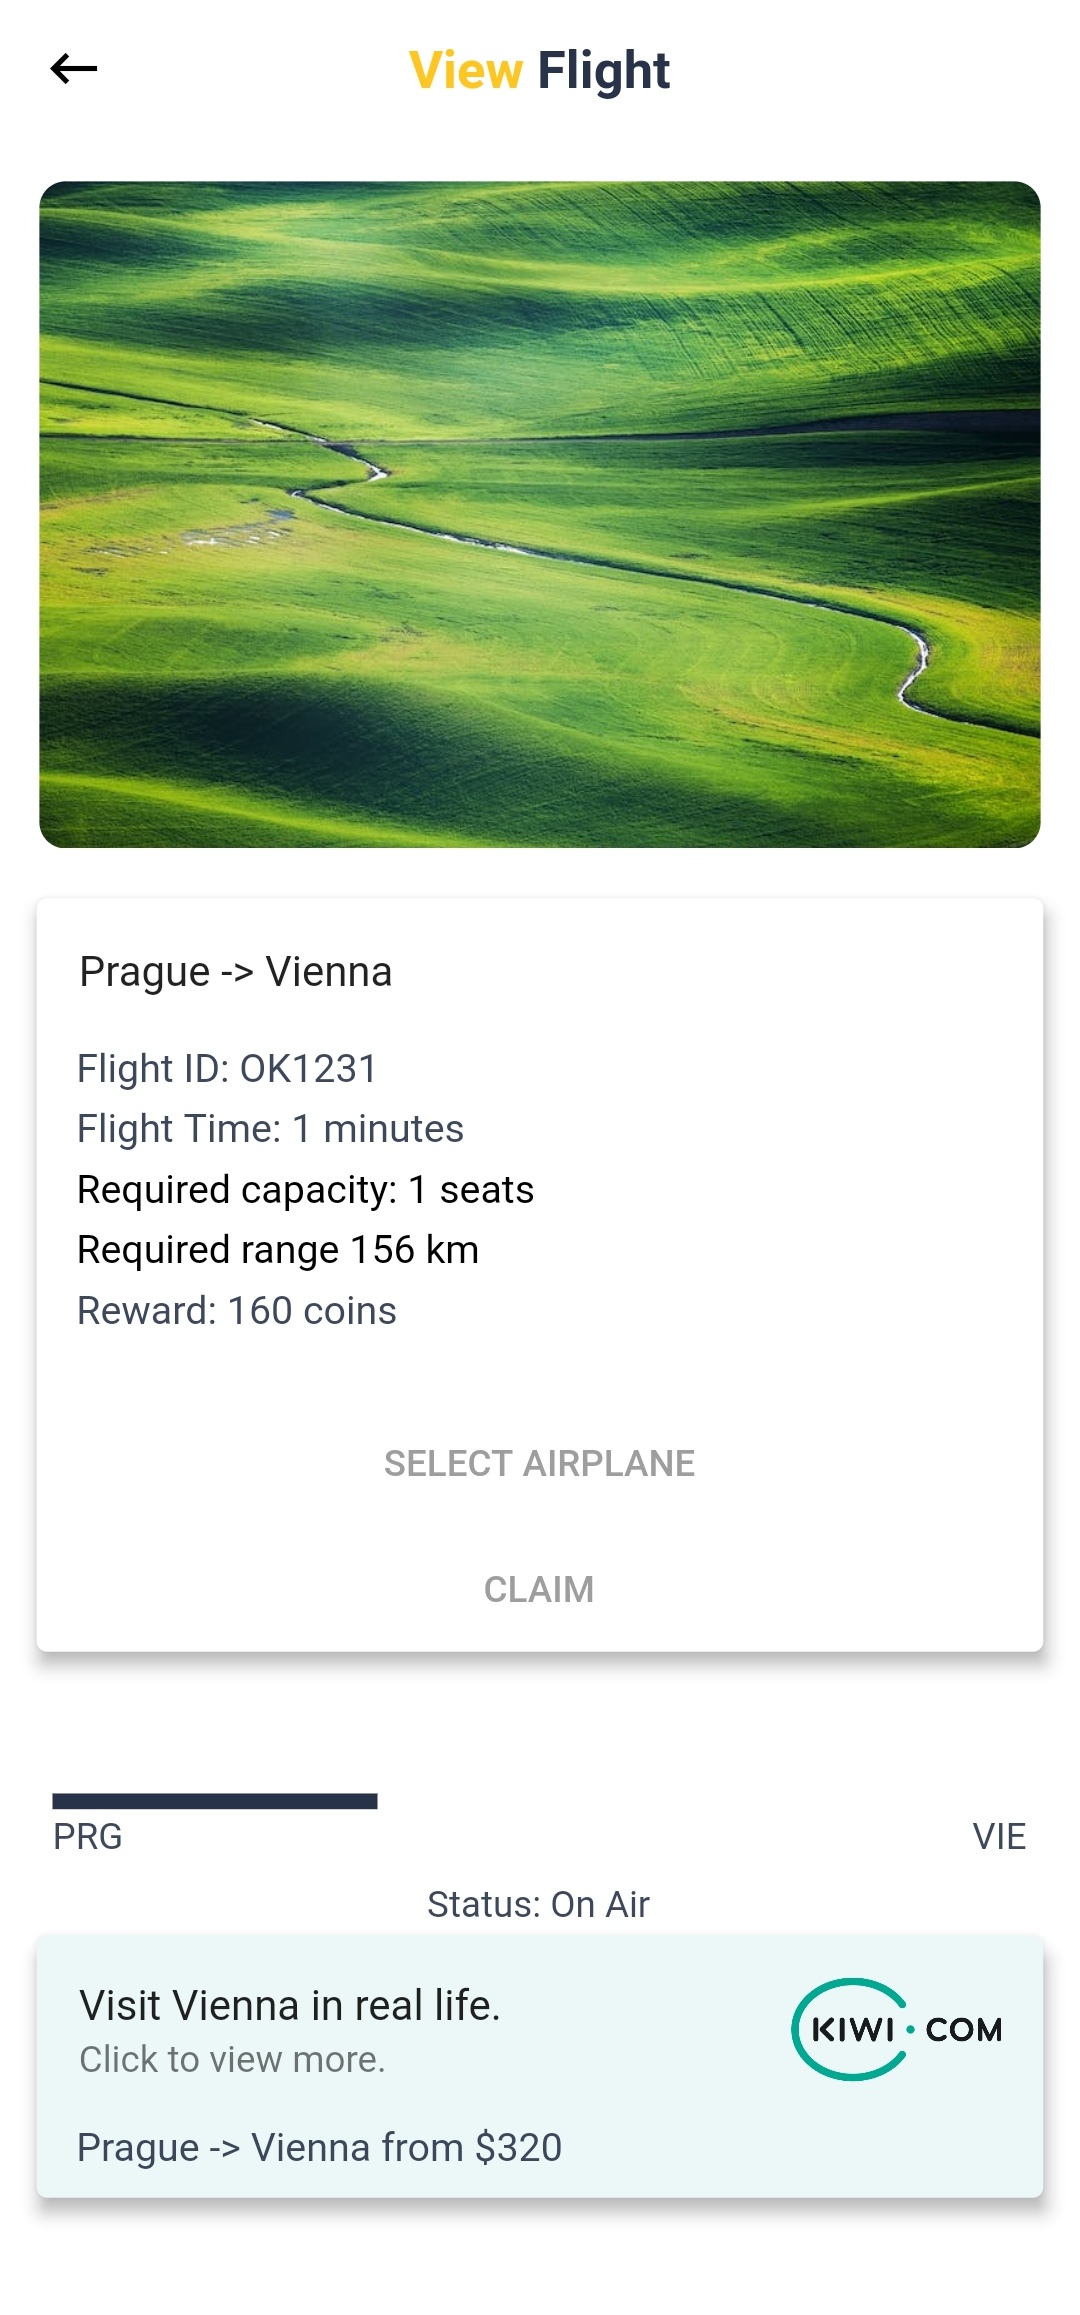 View Flight
Prague -> Vienna
Flight ID: OK1231
Flight Time: 1 minutes
Required capacity: 1 seats
Required range 156 km
Reward: 160 coins
SELECT AIRPLANE
CLAIM
PRG VIE
Status: On Air
Visit Vienna in real life.
KIWI.COM
Click to view more.
Prague -> Vienna from $320